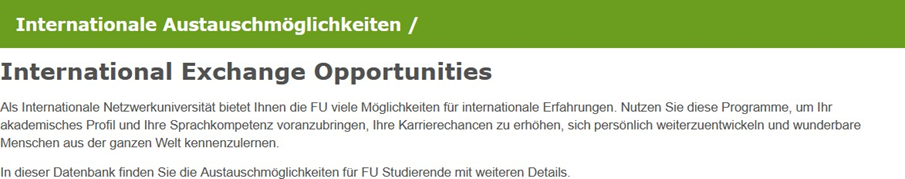 Internationale Austauschmöglichkeiten /
International Exchange Opportunities
Als Internationale Netzwerkuniversität bietet Ihnen die FU viele Möglichkeiten für internationale Erfahrungen. Nutzen Sie diese Programme, um Ihr
akademisches Profil und Ihre Sprachkompetenz voranzubringen, Ihre Karrierechancen zu erhöhen, sich persönlich weiterzuentwickeln und wunderbare
Menschen aus der ganzen Welt kennenzulernen.
In dieser Datenbank finden Sie die Austauschmöglichkeiten für FU Studierende mit weiteren Details.